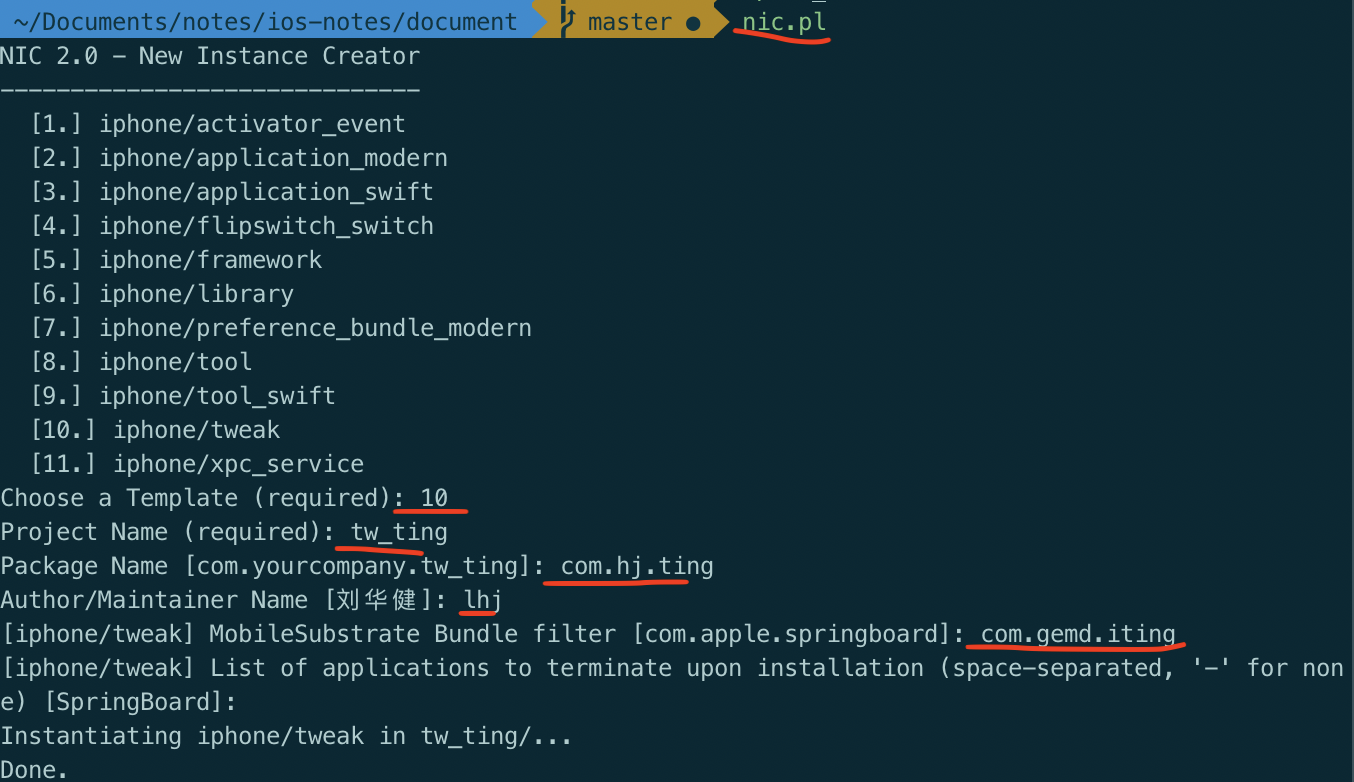 ~/Documents/notes/ios-notes/document master ● nic.pl
NIC 2.0 - New Instance Creator
------------------------------
[1.] iphone/activator_event
[2.] iphone/application_modern
[3.] iphone/application_swift
[4.] iphone/flipswitch_switch
[5.] iphone/framework
[6.] iphone/library
[7.] iphone/preference_bundle_modern
[8.] iphone/tool
[9.] iphone/tool_swift
[10.] iphone/tweak
[11.] iphone/xpc_service
Choose a Template (required): 10
Project Name (required): tw_ting
Package Name [com.yourcompany.tw_ting]: com.hj.ting
Author/Maintainer Name [刘华健]: lhj
[iphone/tweak] MobileSubstrate Bundle filter [com.apple.springboard]: com.gemd.iting
[iphone/tweak] List of applications to terminate upon installation (space-separated, '-' for non
e) [SpringBoard]:
Instantiating iphone/tweak in tw_ting/...
Done.